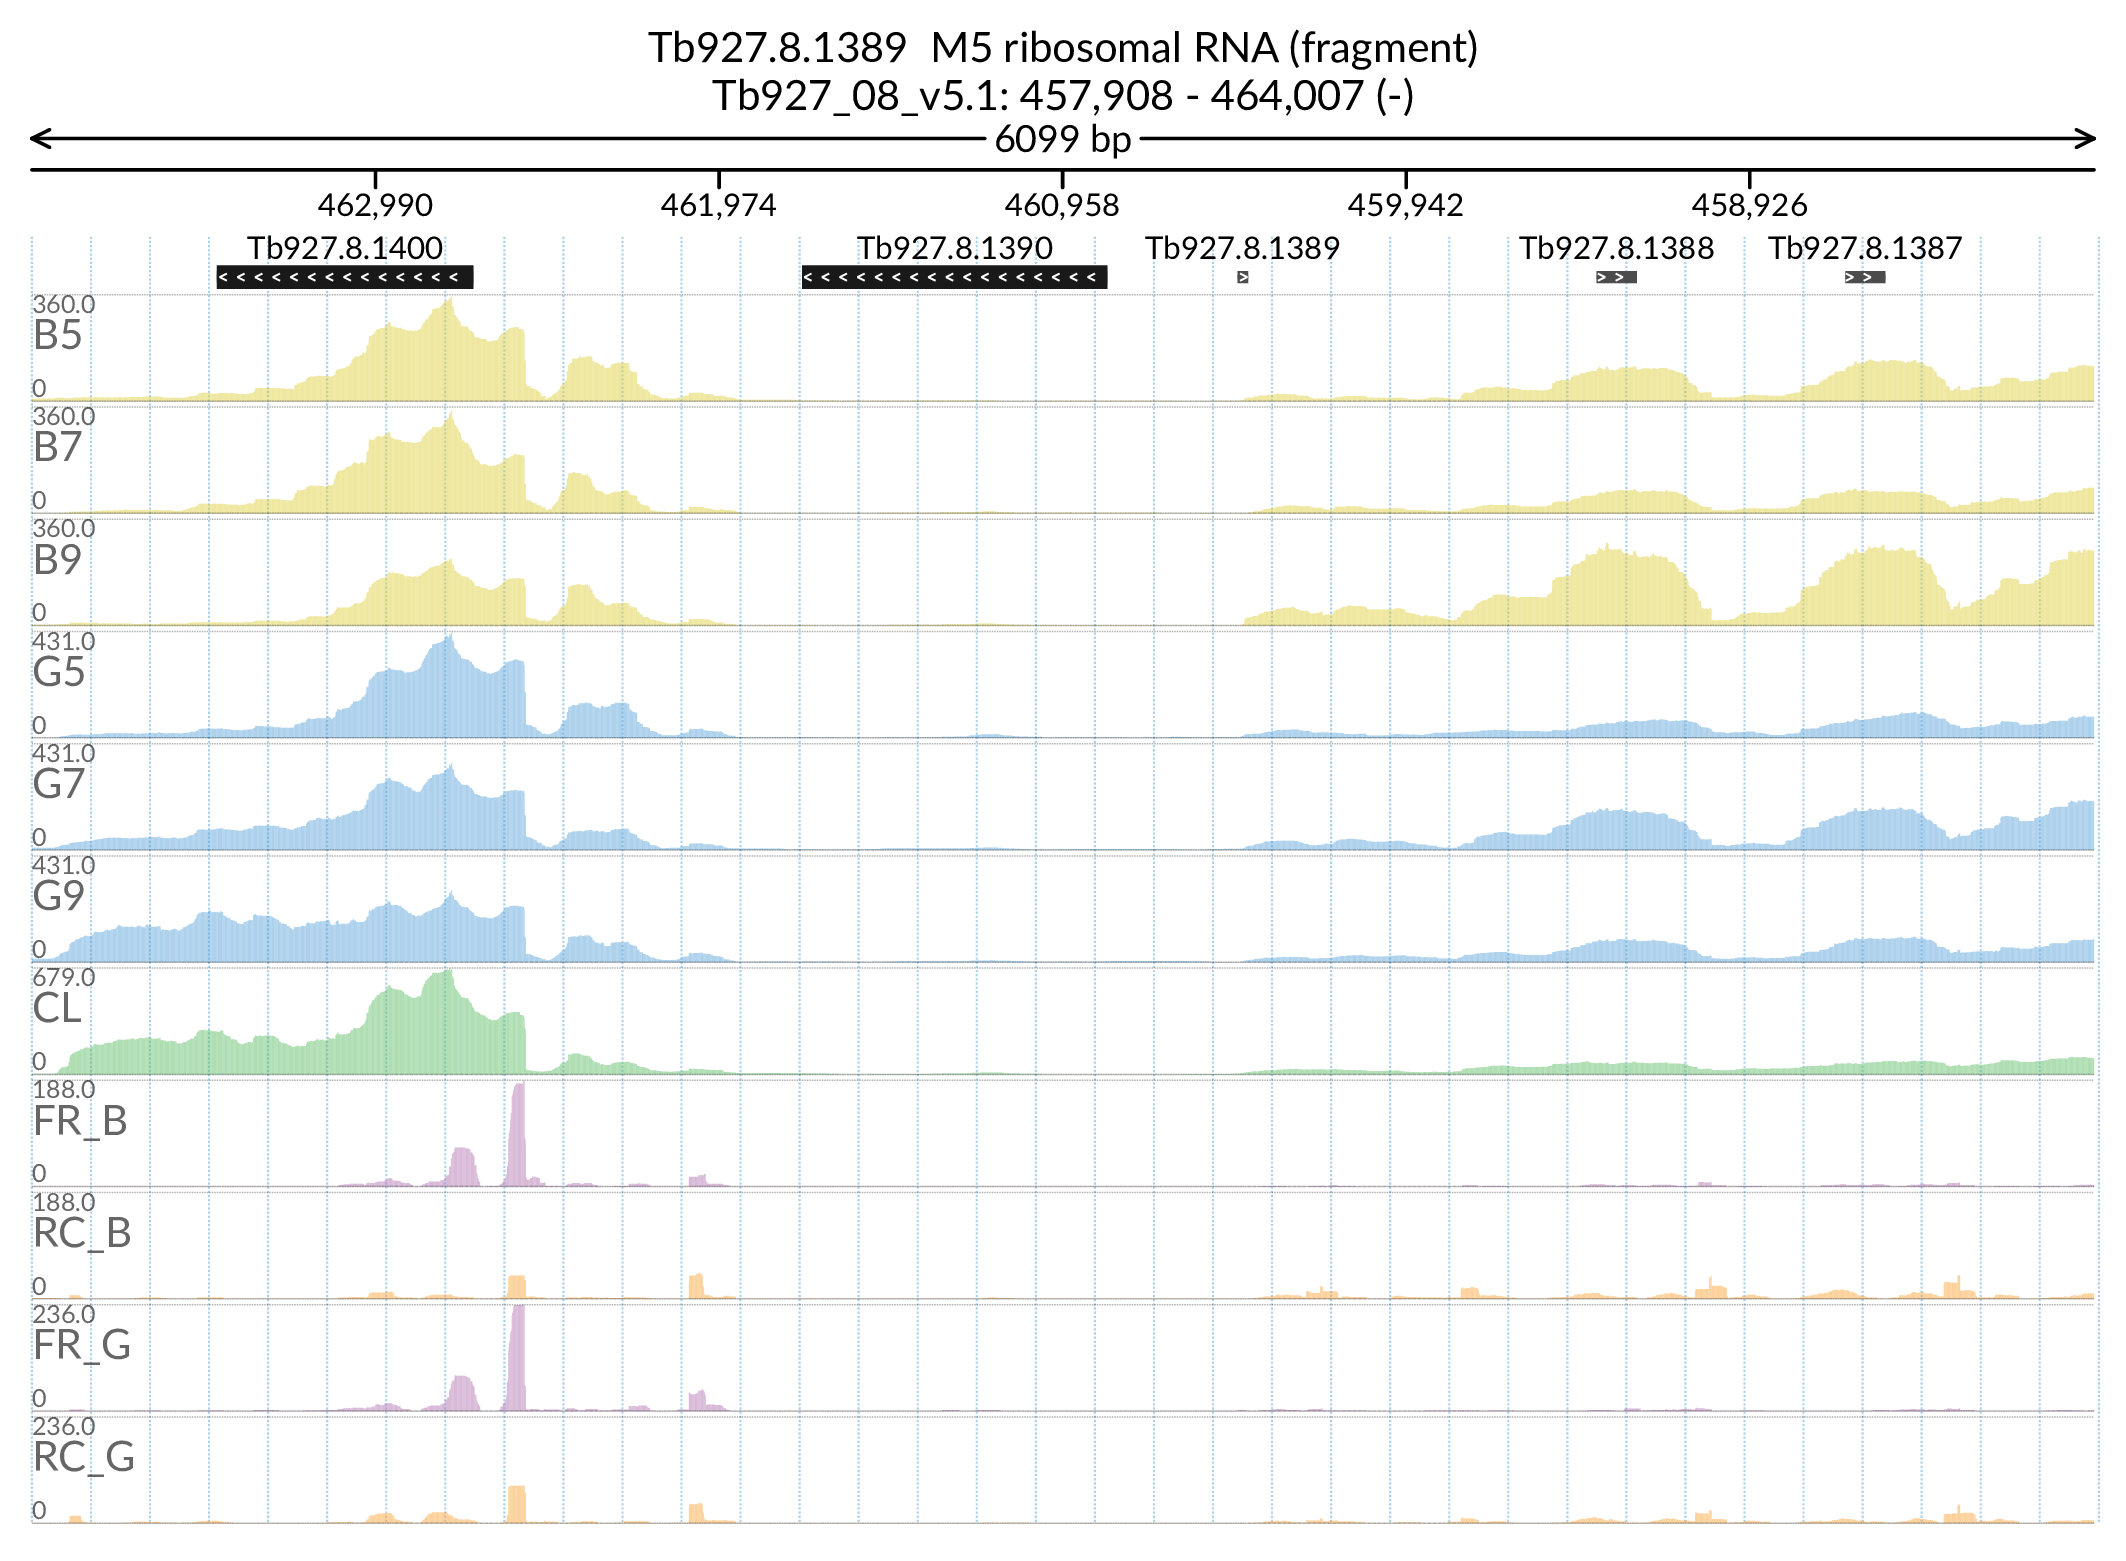 Tb927.8.1389 M5 ribosomal RNA (fragment)
Tb927_08_v5.1: 457,908 - 464,007 (-)
6099 bp
462,990 461,974 460,958 459,942 458,926
Tb927.8.1400 Tb927.8.1390 Tb927.8.1389 Tb927.8.1388 Tb927.8.1387
360.0
B5
0
360.0
B7
0
360.0
B9
0
431.0
G5
0
431.0
G7
0
431.0
G9
0
679.0
CL
0
188.0
FR_B
0
188.0
RC_B
0
236.0
FR_G
0
236.0
RC_G
0